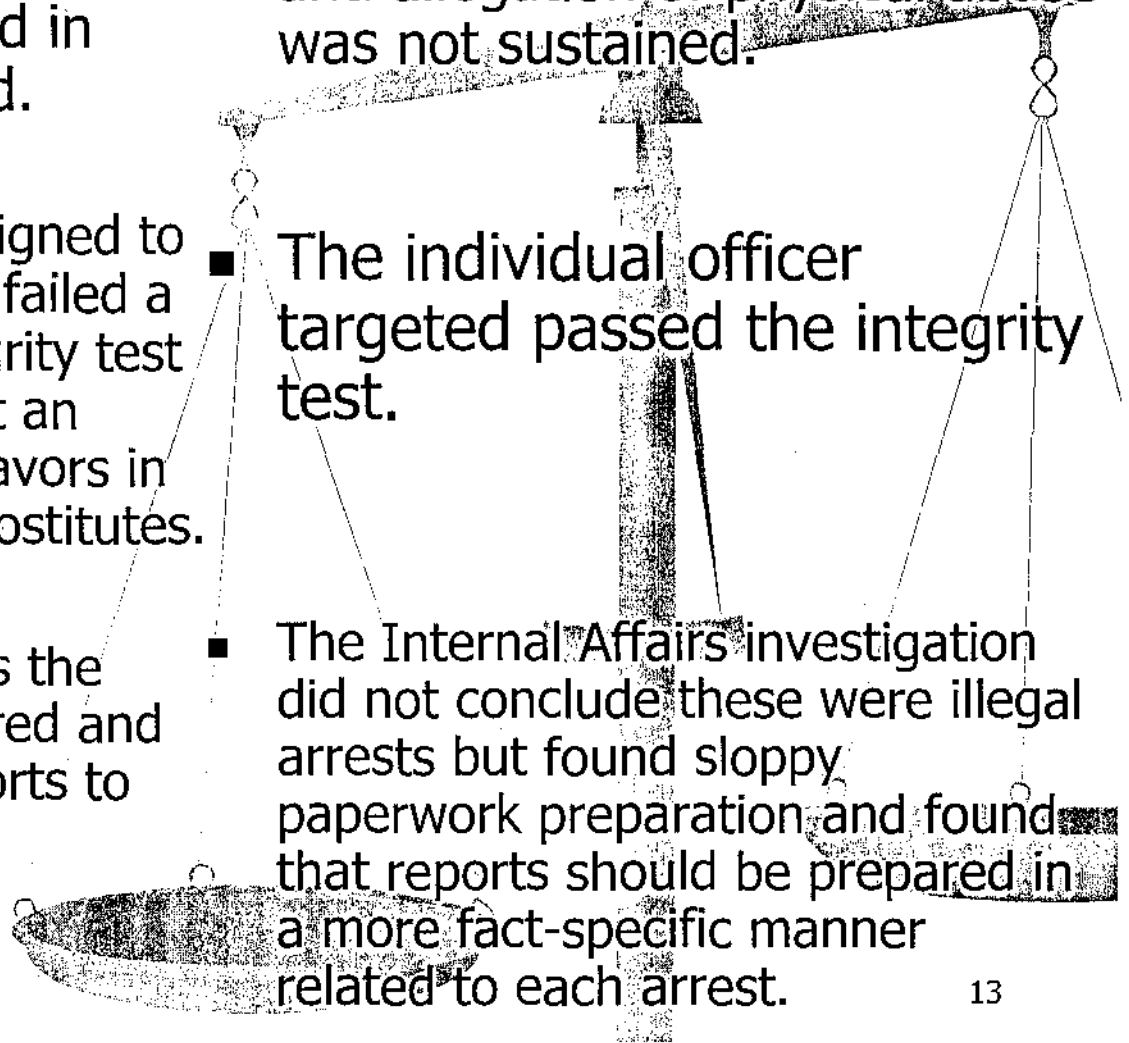 d in
d.
igned to
failed a
rity test
t an
avors in
ostitutes.
s the
red and
orts to
was not sustained.
■ The individual officer
targeted passed the integrity
test.
■ The Internal Affairs investigation
did not conclude these were illegal
arrests but found sloppy
paperwork preparation and found
that reports should be prepared in
a more fact-specific manner
related to each arrest.
13